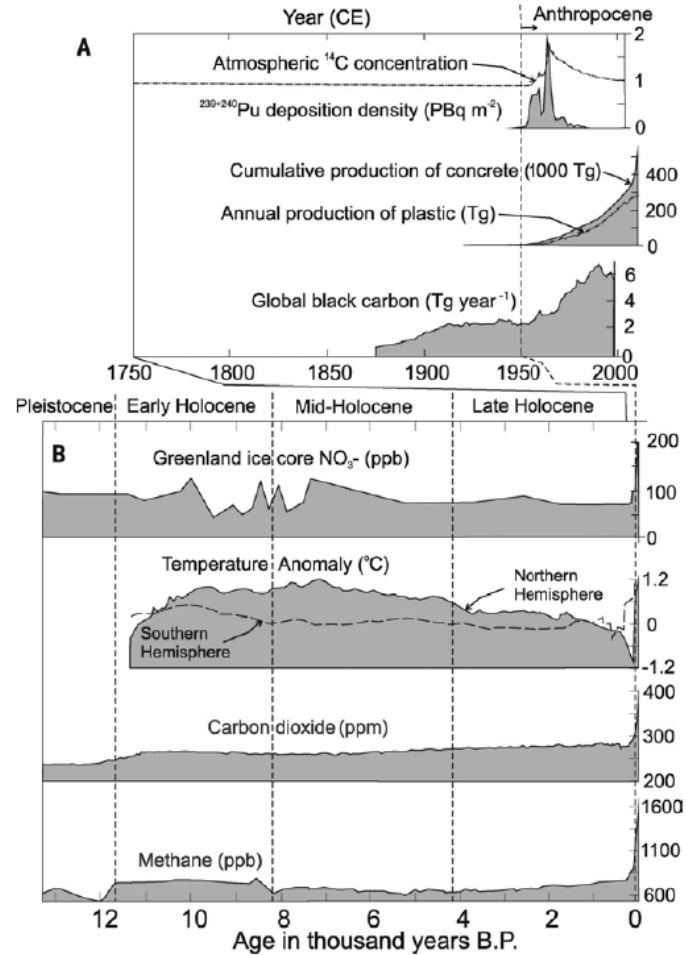 Year (CE)
Anthropocene
A
2
Atmospheric ¹⁴C concentration
1
²³⁹⁺²⁴⁰Pu deposition density (PBq m⁻²)
0
Cumulative production of concrete (1000 Tg)
400
Annual production of plastic (Tg)
200
0
6
Global black carbon (Tg year⁻¹)
4
2
0
1750 1800 1850 1900 1950 2000
Pleistocene Early Holocene Mid-Holocene Late Holocene
B
200
Greenland ice core NO₃- (ppb)
100
0
Temperature Anomaly (°C)
Northern
Hemisphere
1.2
Southern
Hemisphere
0
-1.2
400
Carbon dioxide (ppm)
300
200
1600
Methane (ppb)
1100
600
12 10 8 6 4 2 0
Age in thousand years B.P.